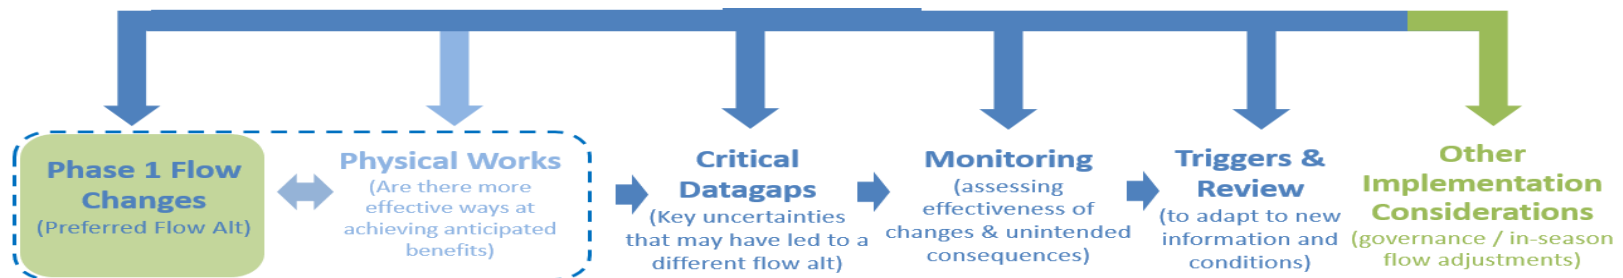 Phase 1 Flow
Changes
(Preferred Flow Alt)
Physical Works
(Are there more
effective ways at
achieving anticipated
benefits)
Critical
Datagaps
(Key uncertainties
that may have led to a
different flow alt)
Monitoring
(assessing
effectiveness of
changes & unintended
consequences)
Triggers &
Review
(to adapt to new
information and
conditions)
Other
Implementation
Considerations
(governance / in-season
flow adjustments)